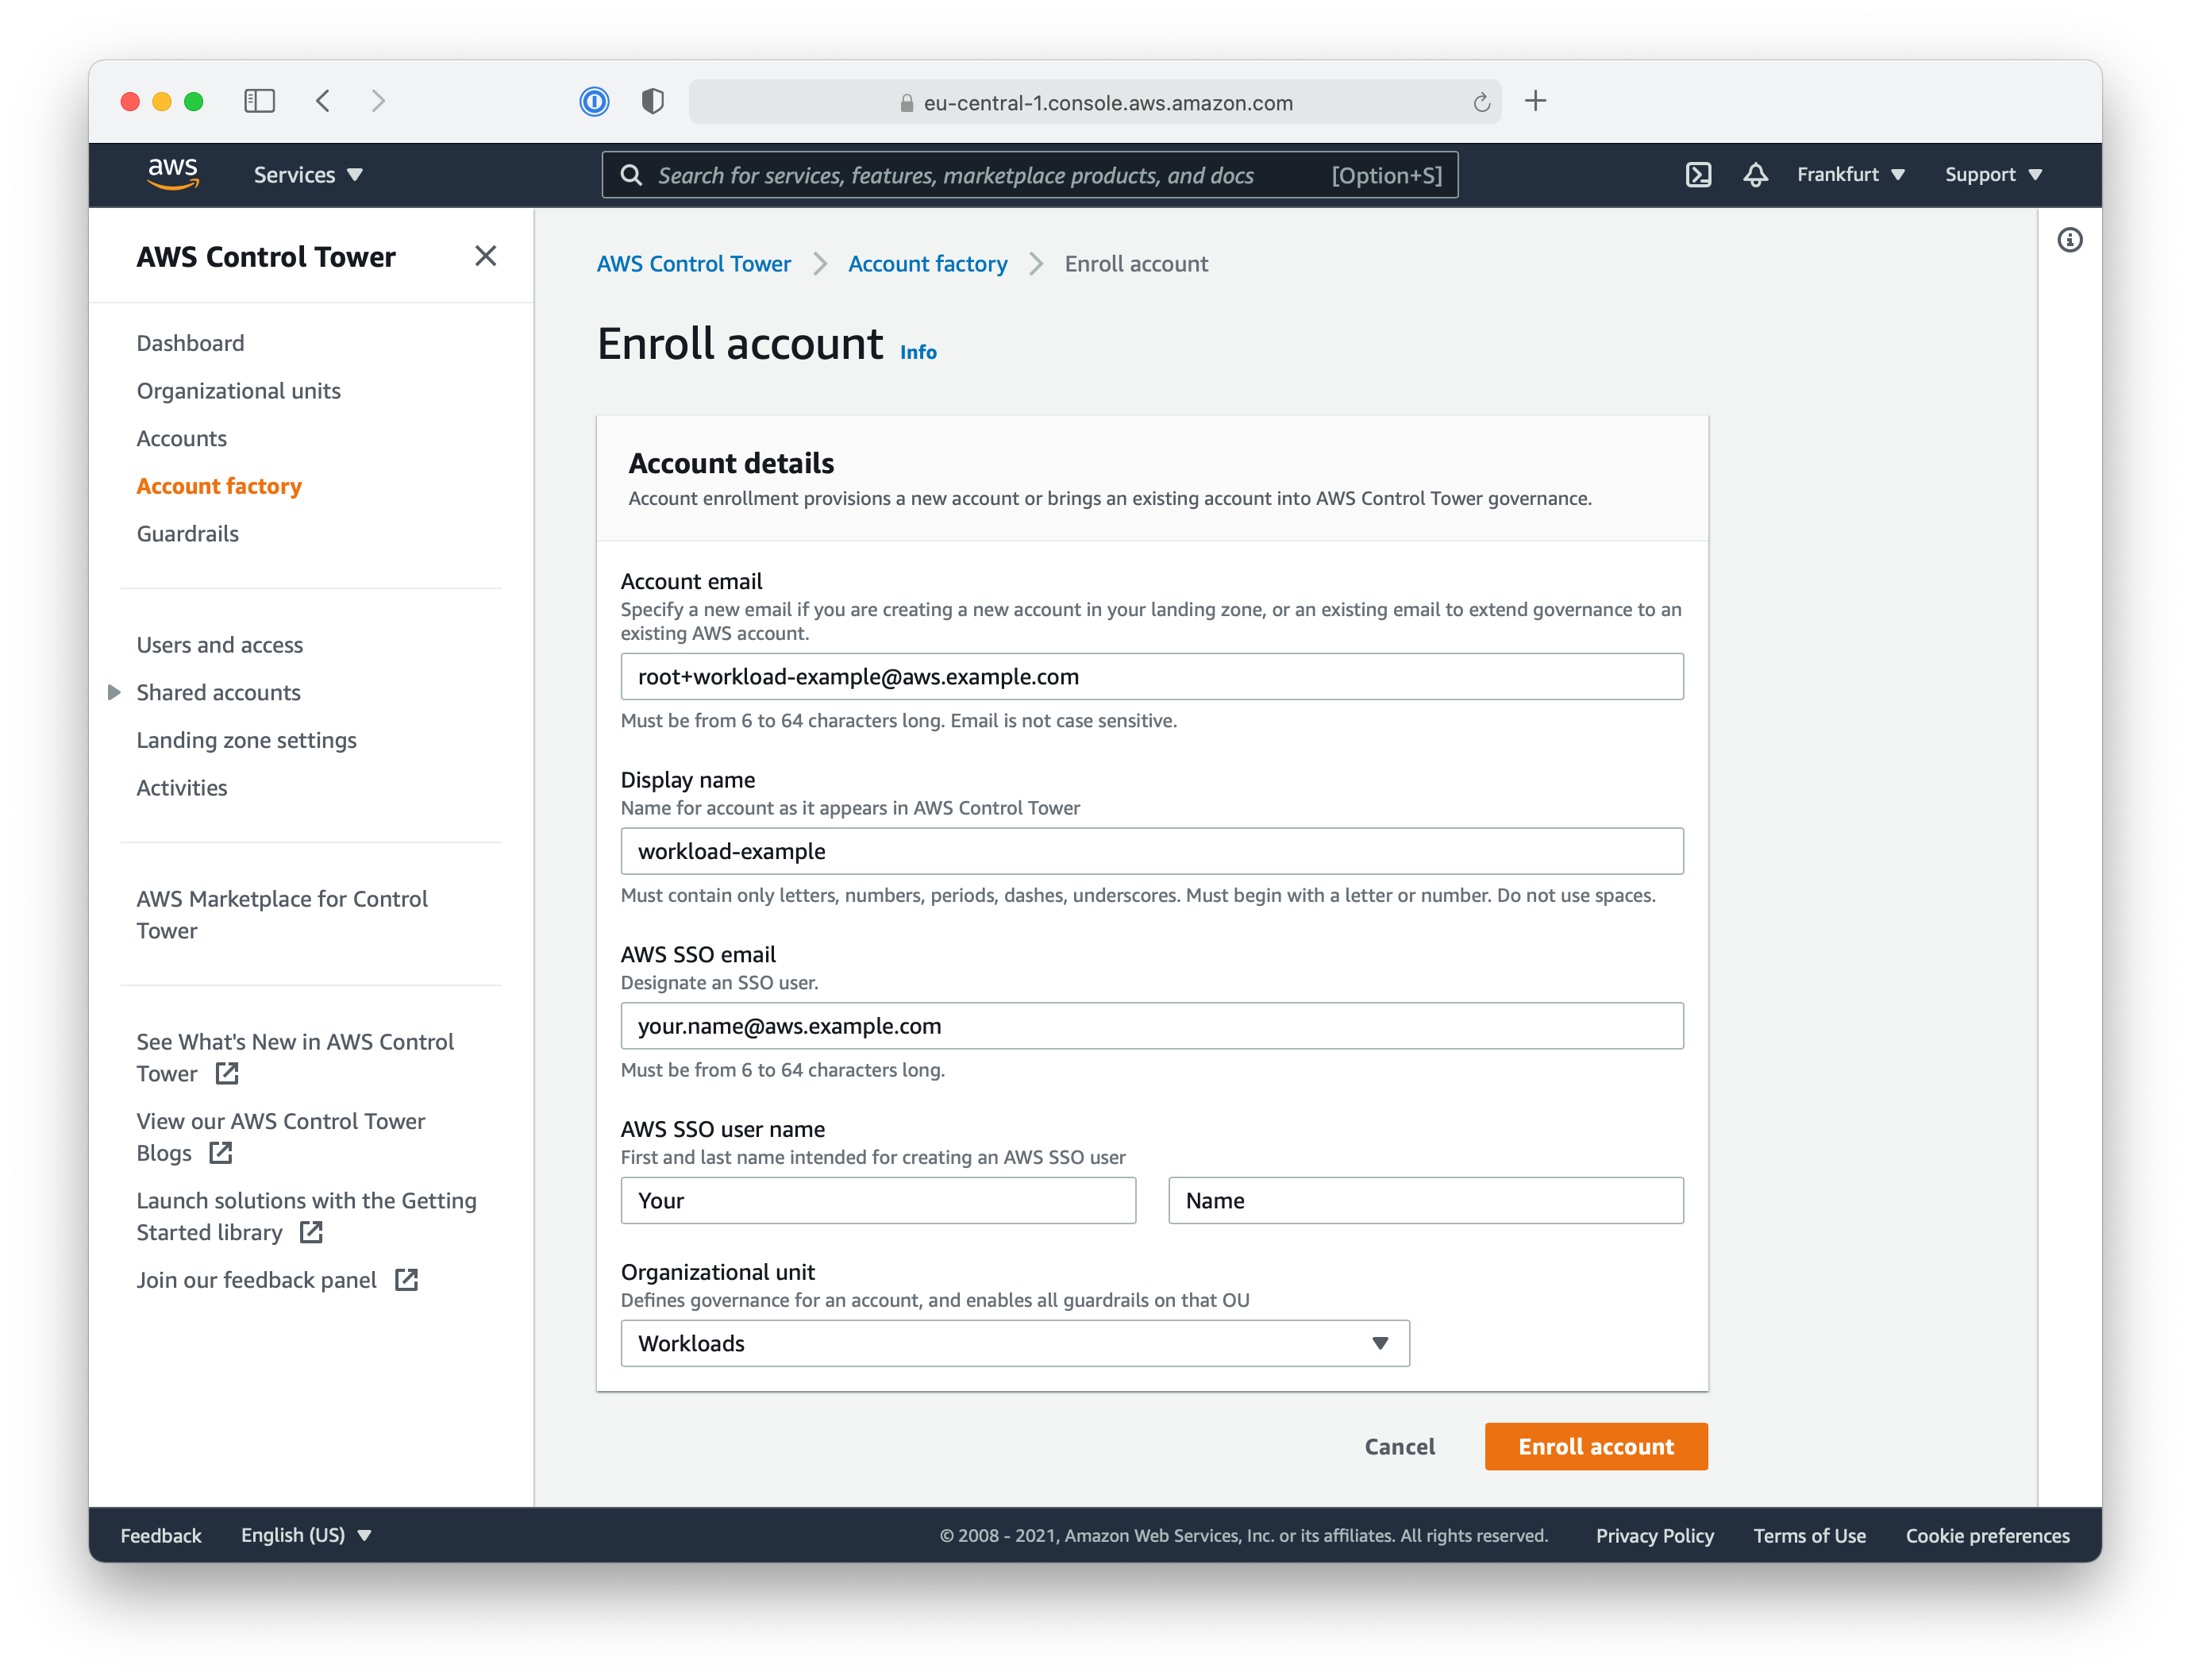 eu-central-1.console.aws.amazon.com
aws
Services
Search for services, features, marketplace products, and docs
[Option+S]
Frankfurt
Support
AWS Control Tower
Dashboard
Organizational units
Accounts
Account factory
Guardrails
Users and access
Shared accounts
Landing zone settings
Activities
AWS Marketplace for Control
Tower
See What's New in AWS Control
Tower
View our AWS Control Tower
Blogs
Launch solutions with the Getting
Started library
Join our feedback panel
AWS Control Tower
Account factory
Enroll account
Enroll account Info
Account details
Account enrollment provisions a new account or brings an existing account into AWS Control Tower governance.
Account email
Specify a new email if you are creating a new account in your landing zone, or an existing email to extend governance to an
existing AWS account.
root+workload-example@aws.example.com
Must be from 6 to 64 characters long. Email is not case sensitive.
Display name
Name for account as it appears in AWS Control Tower
workload-example
Must contain only letters, numbers, periods, dashes, underscores. Must begin with a letter or number. Do not use spaces.
AWS SSO email
Designate an SSO user.
your.name@aws.example.com
Must be from 6 to 64 characters long.
AWS SSO user name
First and last name intended for creating an AWS SSO user
Your
Name
Organizational unit
Defines governance for an account, and enables all guardrails on that OU
Workloads
Cancel
Enroll account
Feedback
English (US)
© 2008 - 2021, Amazon Web Services, Inc. or its affiliates. All rights reserved.
Privacy Policy
Terms of Use
Cookie preferences